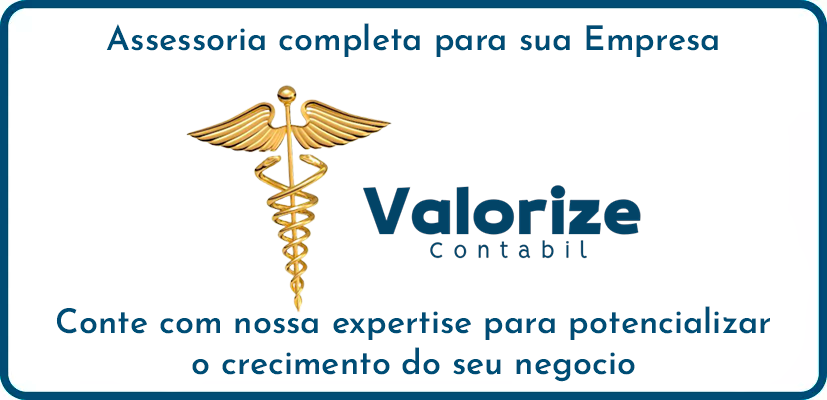 Assessoria completa para sua Empresa
Valorize
Contabil
Conte com nossa expertise para potencializar
o crecimento do seu negocio